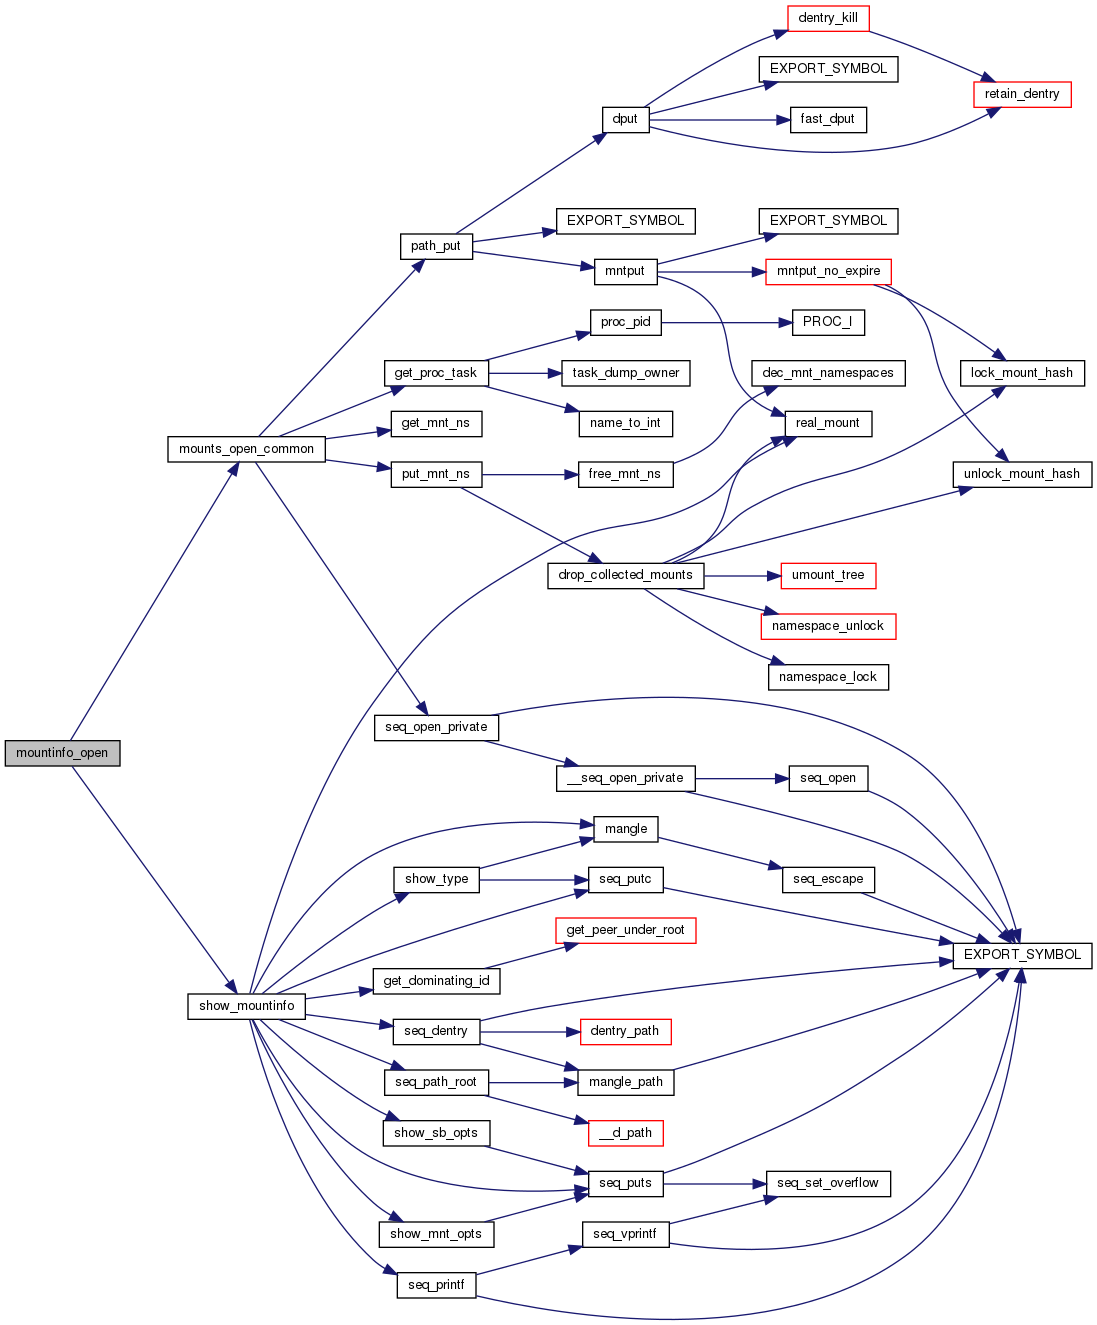 dentry_kill
EXPORT_SYMBOL
retain_dentry
dput
fast_dput
EXPORT_SYMBOL
EXPORT_SYMBOL
path_put
mntput
mntput_no_expire
proc_pid
PROC_I
get_proc_task
task_dump_owner
dec_mnt_namespaces
lock_mount_hash
get_mnt_ns
name_to_int
real_mount
mounts_open_common
put_mnt_ns
free_mnt_ns
unlock_mount_hash
drop_collected_mounts
umount_tree
namespace_unlock
namespace_lock
seq_open_private
mountinfo_open
__seq_open_private
seq_open
mangle
show_type
seq_putc
seq_escape
get_peer_under_root
EXPORT_SYMBOL
get_dominating_id
show_mountinfo
seq_dentry
dentry_path
seq_path_root
mangle_path
show_sb_opts
__d_path
seq_puts
seq_set_overflow
show_mnt_opts
seq_vprintf
seq_printf